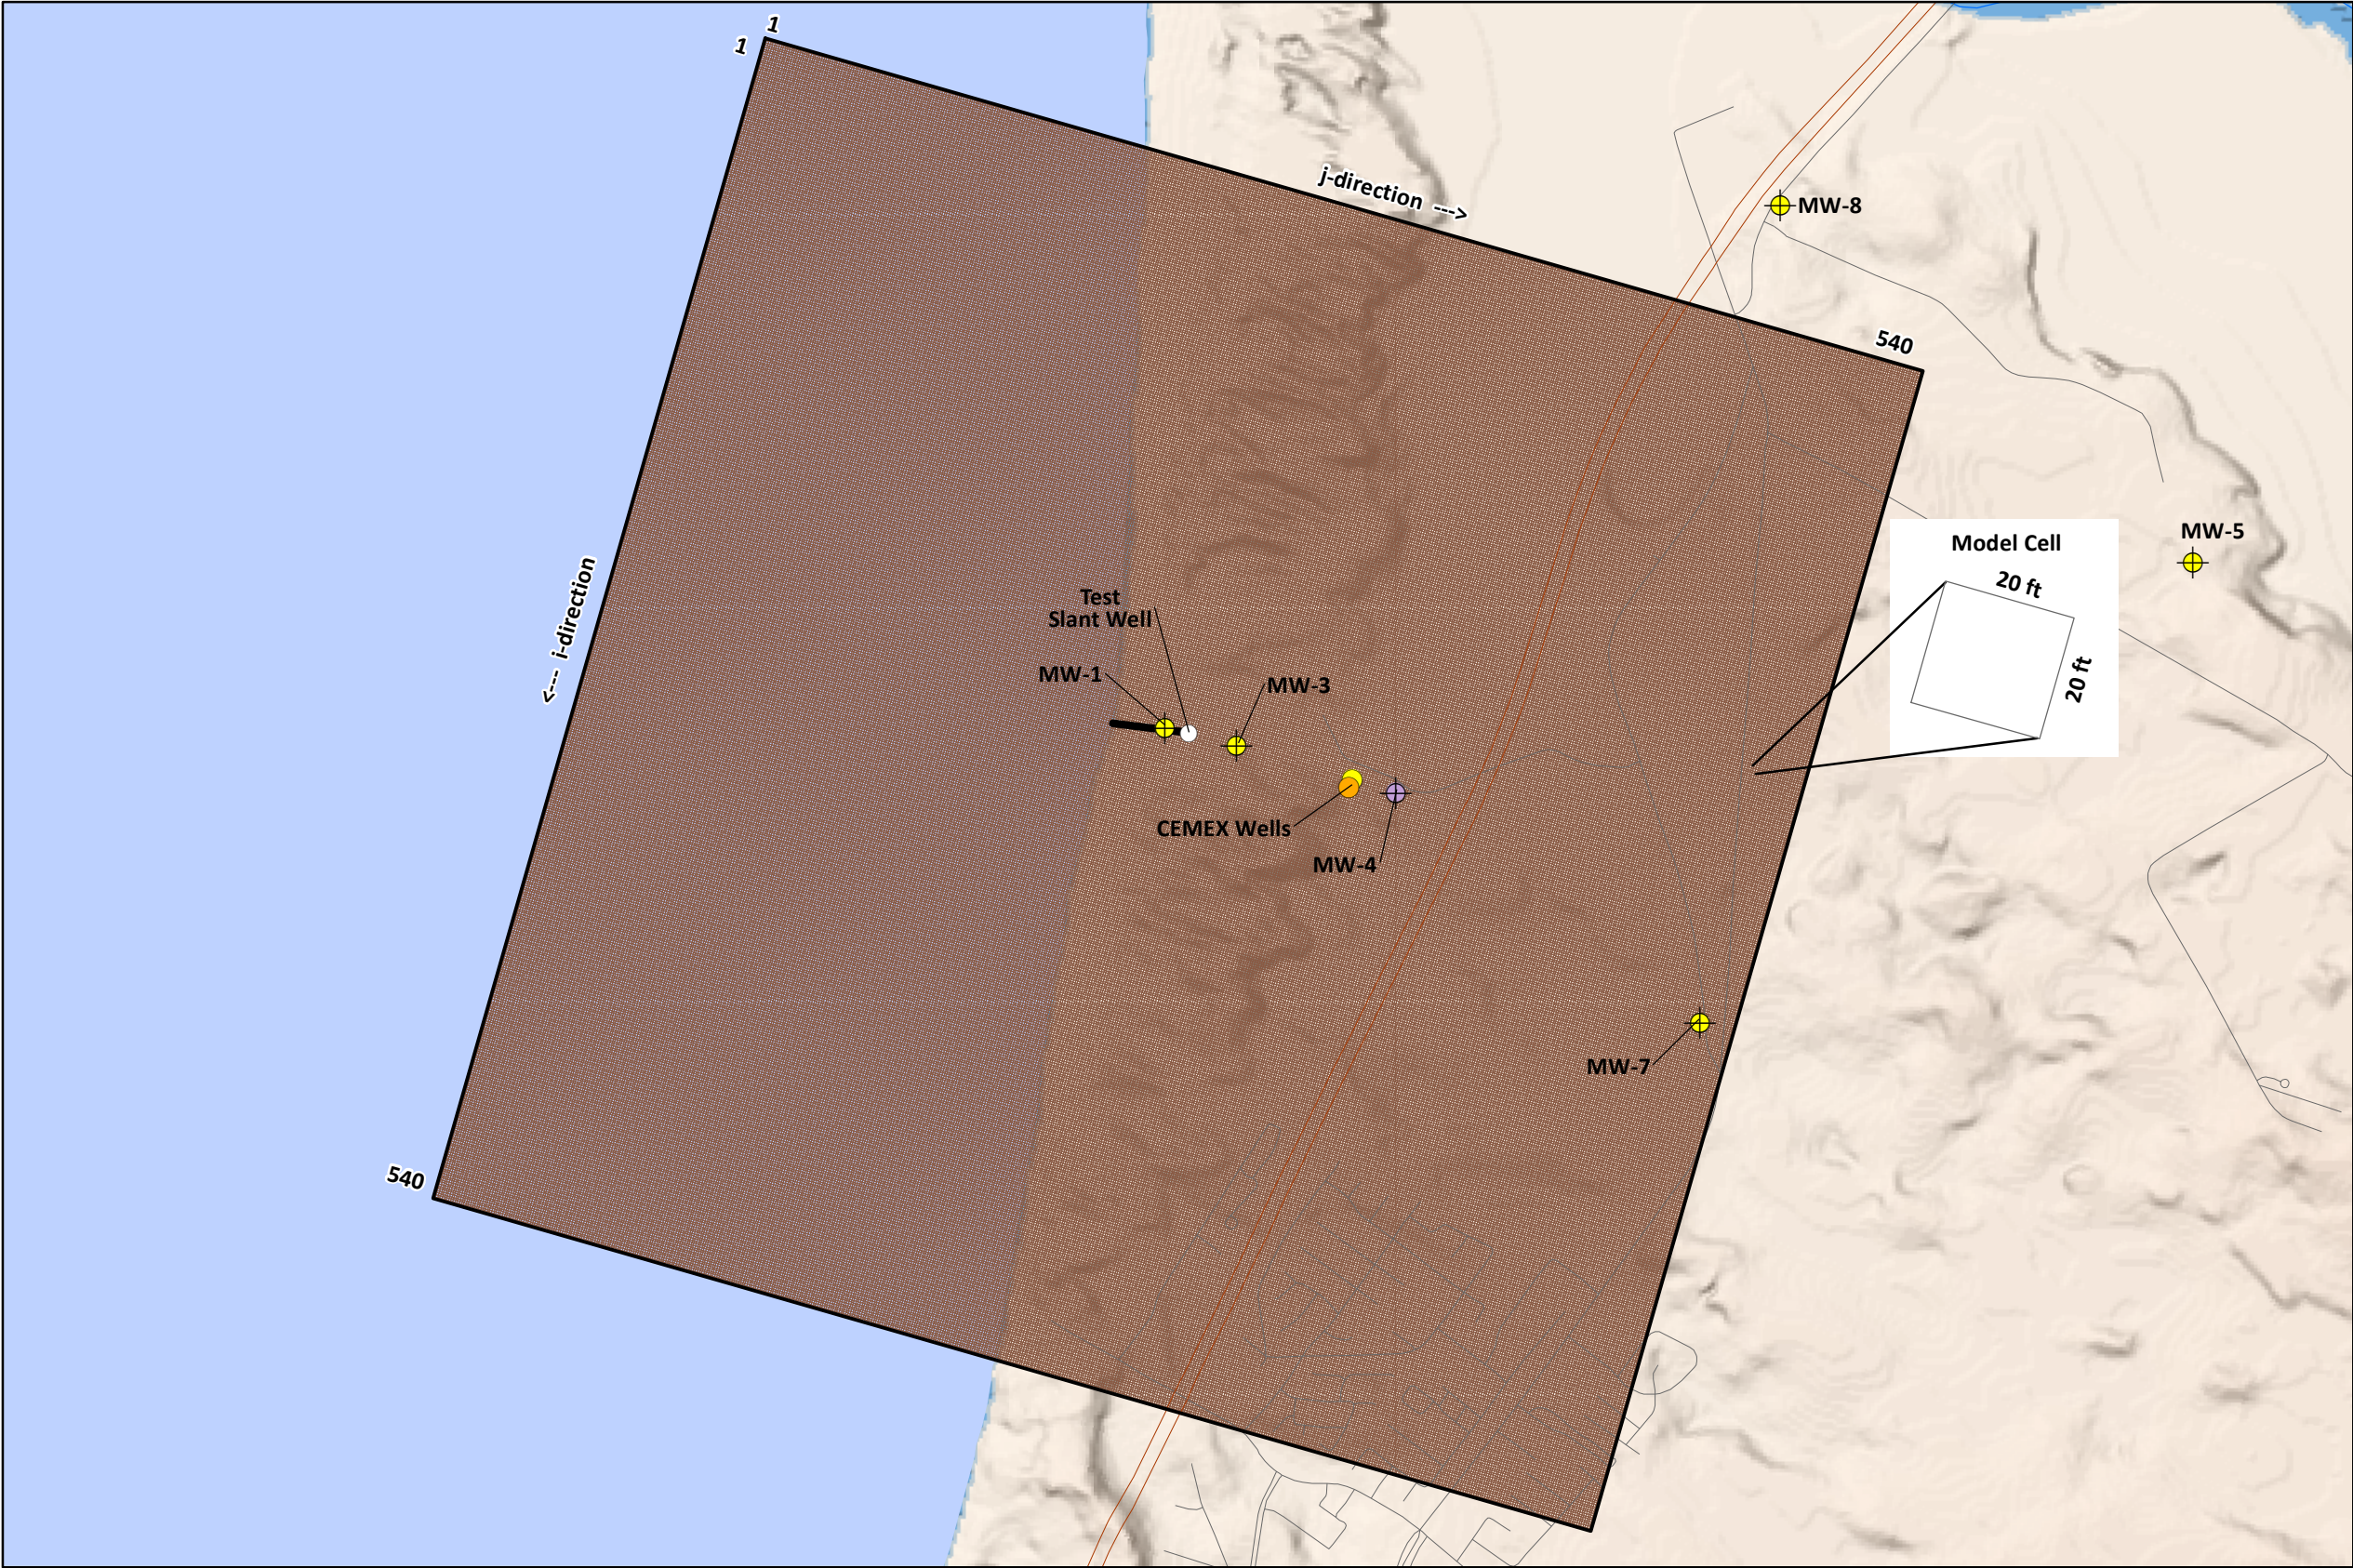 1
1
j-direction --->
MW-8
540
Model Cell
20 ft
20 ft
MW-5
<--- i-direction
Test
Slant Well
MW-1
MW-3
CEMEX Wells
MW-4
MW-7
540